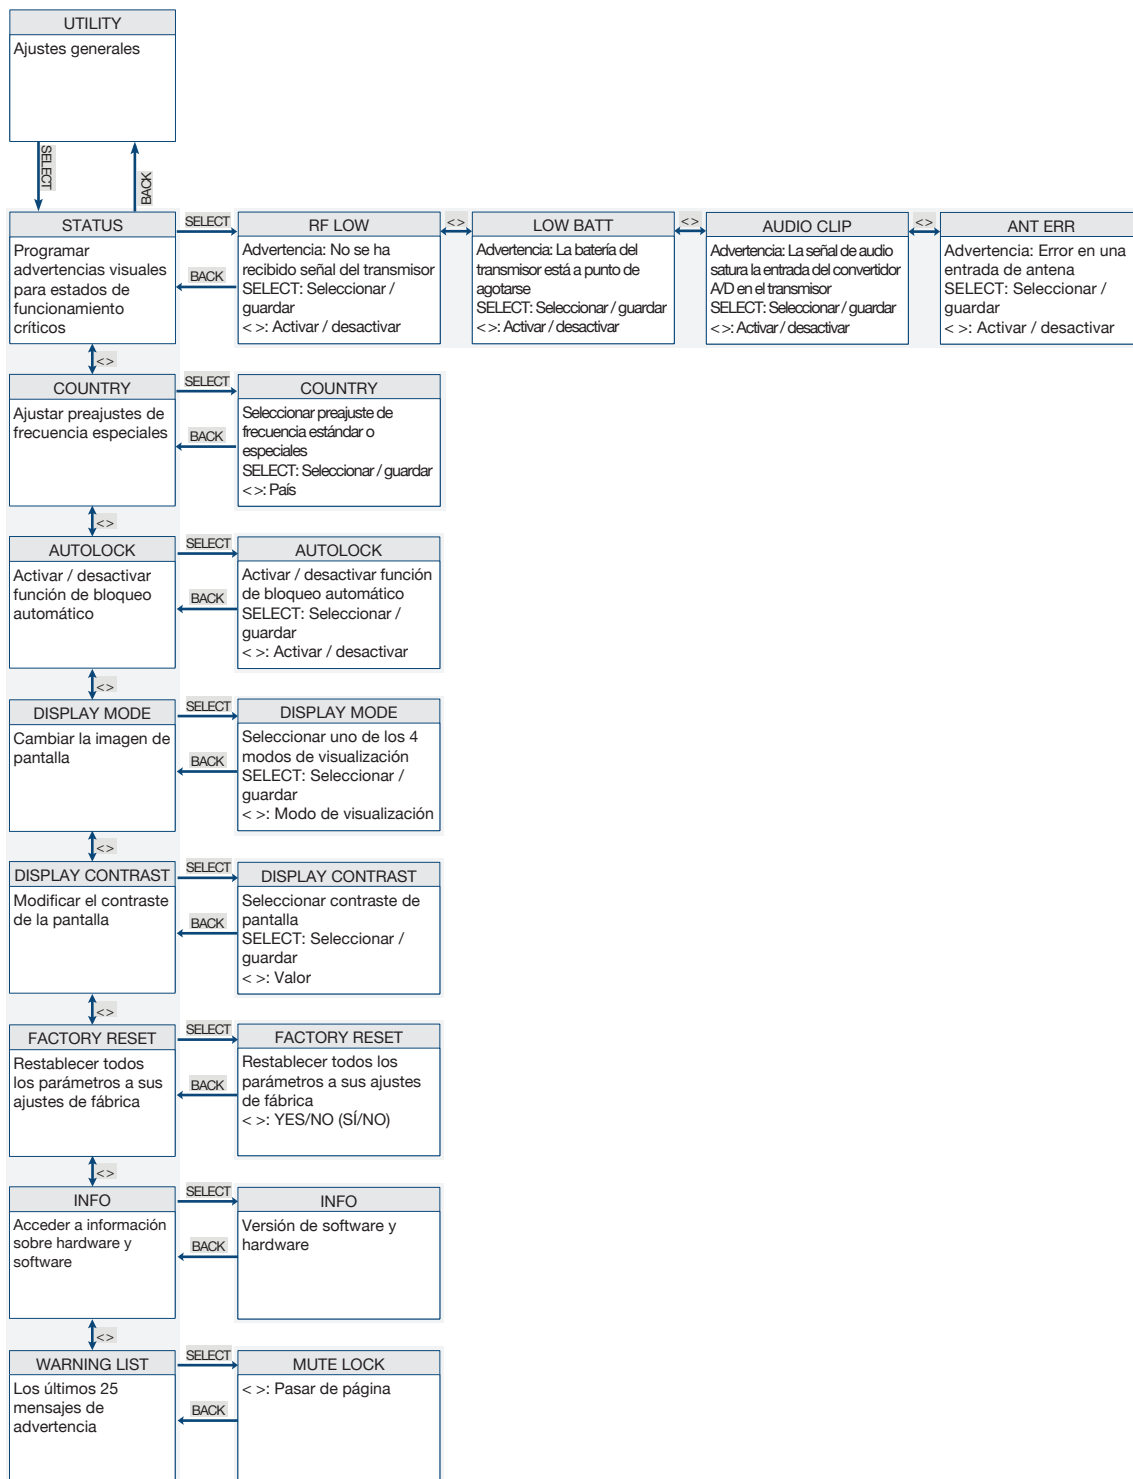 UTILITY
Ajustes generales
SELECT
BACK
STATUS
Programar
advertencias visuales
para estados de
funcionamiento
críticos
SELECT
BACK
RF LOW
Advertencia: No se ha
recibido señal del transmisor
SELECT: Seleccionar /
guardar
< >: Activar / desactivar
< >
LOW BATT
Advertencia: La batería del
transmisor está a punto de
agotarse
SELECT: Seleccionar / guardar
< >: Activar / desactivar
< >
AUDIO CLIP
Advertencia: La señal de audio
satura la entrada del convertidor
A/D en el transmisor
SELECT: Seleccionar / guardar
< >: Activar / desactivar
< >
ANT ERR
Advertencia: Error en una
entrada de antena
SELECT: Seleccionar /
guardar
< >: Activar / desactivar
< >
COUNTRY
Ajustar preajustes de
frecuencia especiales
SELECT
BACK
COUNTRY
Seleccionar preajuste de
frecuencia estándar o
especiales
SELECT: Seleccionar / guardar
< >: País
< >
AUTOLOCK
Activar / desactivar
función de bloqueo
automático
SELECT
BACK
AUTOLOCK
Activar / desactivar función
de bloqueo automático
SELECT: Seleccionar /
guardar
< >: Activar / desactivar
< >
DISPLAY MODE
Cambiar la imagen de
pantalla
SELECT
BACK
DISPLAY MODE
Seleccionar uno de los 4
modos de visualización
SELECT: Seleccionar /
guardar
< >: Modo de visualización
< >
DISPLAY CONTRAST
Modificar el contraste
de la pantalla
SELECT
BACK
DISPLAY CONTRAST
Seleccionar contraste de
pantalla
SELECT: Seleccionar /
guardar
< >: Valor
< >
FACTORY RESET
Restablecer todos
los parámetros a sus
ajustes de fábrica
SELECT
BACK
FACTORY RESET
Restablecer todos los
parámetros a sus ajustes
de fábrica
< >: YES/NO (SÍ/NO)
< >
INFO
Acceder a información
sobre hardware y
software
SELECT
BACK
INFO
Versión de software y
hardware
< >
WARNING LIST
Los últimos 25
mensajes de
advertencia
SELECT
BACK
MUTE LOCK
< >: Pasar de página